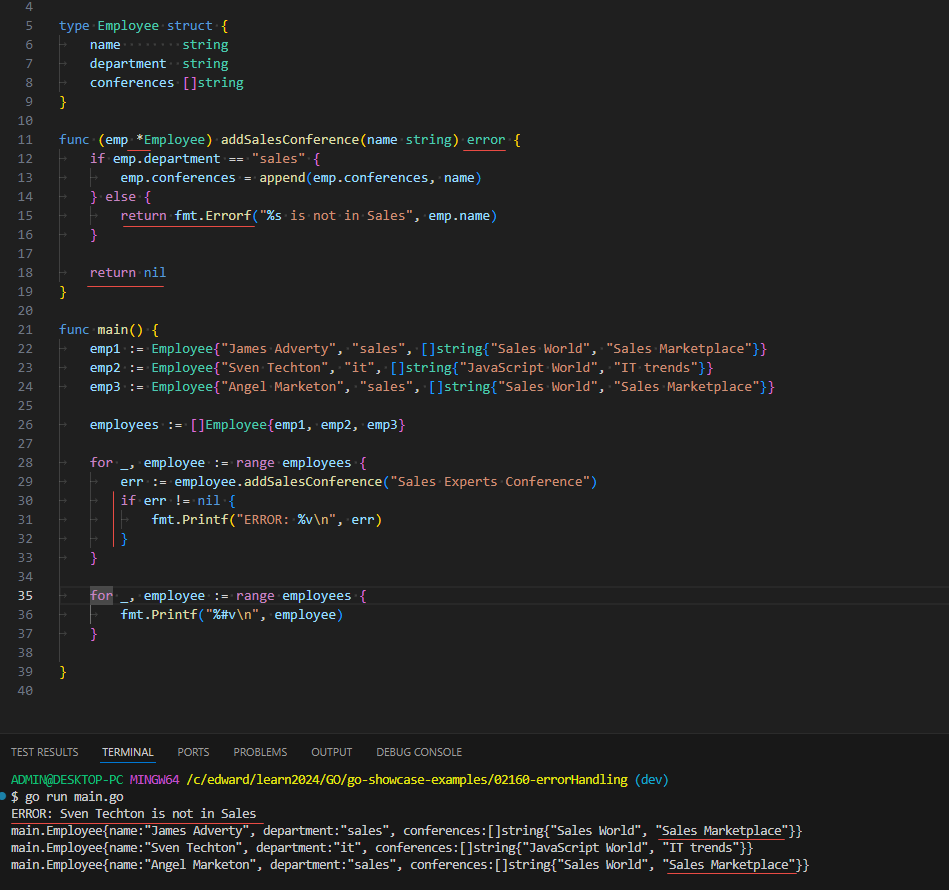 4
5 type Employee struct {
6 name string
7 department string
8 conferences []string
9 }
10
11 func (emp *Employee) addSalesConference(name string) error {
12 if emp.department == "sales" {
13 emp.conferences = append(emp.conferences, name)
14 } else {
15 return fmt.Errorf("%s is not in Sales", emp.name)
16 }
17
18 return nil
19 }
20
21 func main() {
22 emp1 := Employee{"James Adverty", "sales", []string{"Sales World", "Sales Marketplace"}}
23 emp2 := Employee{"Sven Techton", "it", []string{"JavaScript World", "IT trends"}}
24 emp3 := Employee{"Angel Marketon", "sales", []string{"Sales World", "Sales Marketplace"}}
25
26 employees := []Employee{emp1, emp2, emp3}
27
28 for _, employee := range employees {
29 err := employee.addSalesConference("Sales Experts Conference")
30 if err != nil {
31 fmt.Printf("ERROR: %v\n", err)
32 }
33 }
34
35 for _, employee := range employees {
36 fmt.Printf("%#v\n", employee)
37 }
38
39 }
40
TEST RESULTS TERMINAL PORTS PROBLEMS OUTPUT DEBUG CONSOLE
ADMIN@DESKTOP-PC MINGW64 /c/edward/learn2024/GO/go-showcase-examples/02160-errorHandling (dev)
$ go run main.go
ERROR: Sven Techton is not in Sales
main.Employee{name:"James Adverty", department:"sales", conferences:[]string{"Sales World", "Sales Marketplace"}}
main.Employee{name:"Sven Techton", department:"it", conferences:[]string{"JavaScript World", "IT trends"}}
main.Employee{name:"Angel Marketon", department:"sales", conferences:[]string{"Sales World", "Sales Marketplace"}}